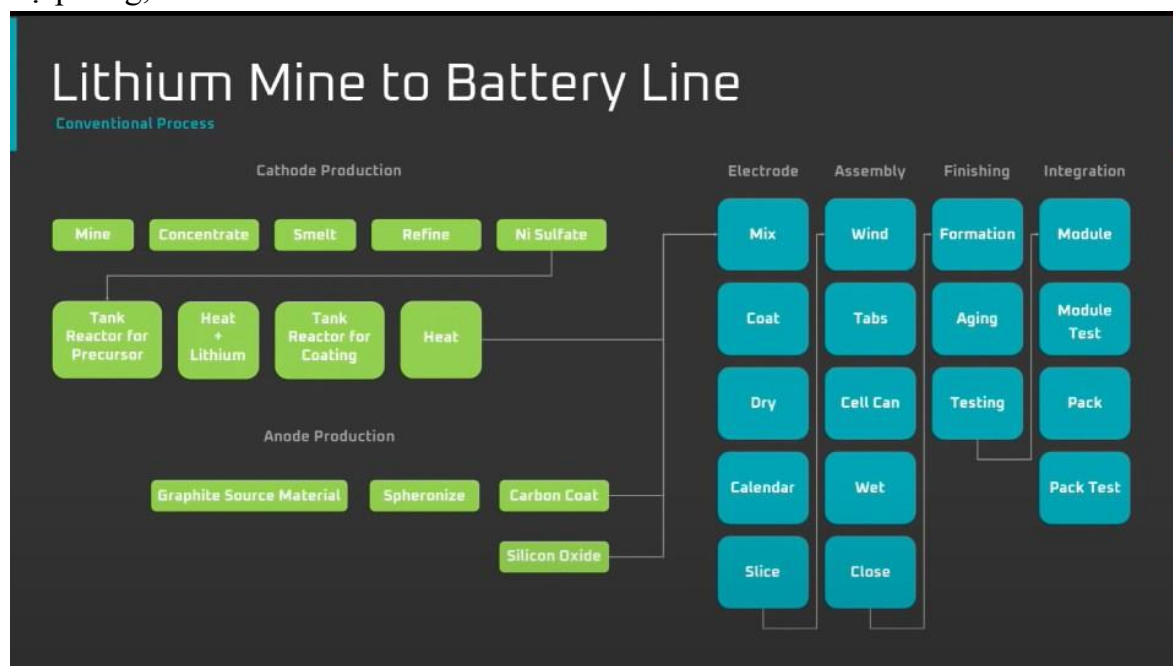 Lithium Mine to Battery Line
Conventional Process
Cathode Production
Mine
Concentrate
Smelt
Refine
Ni Sulfate
Tank
Reactor for
Precursor
Heat
+
Lithium
Tank
Reactor for
Coating
Heat
Anode Production
Graphite Source Material
Spheronize
Carbon Coat
Silicon Oxide
Electrode
Mix
Coat
Dry
Calendar
Slice
Assembly
Wind
Tabs
Cell Can
Wet
Close
Finishing
Formation
Aging
Testing
Integration
Module
Module
Test
Pack
Pack Test